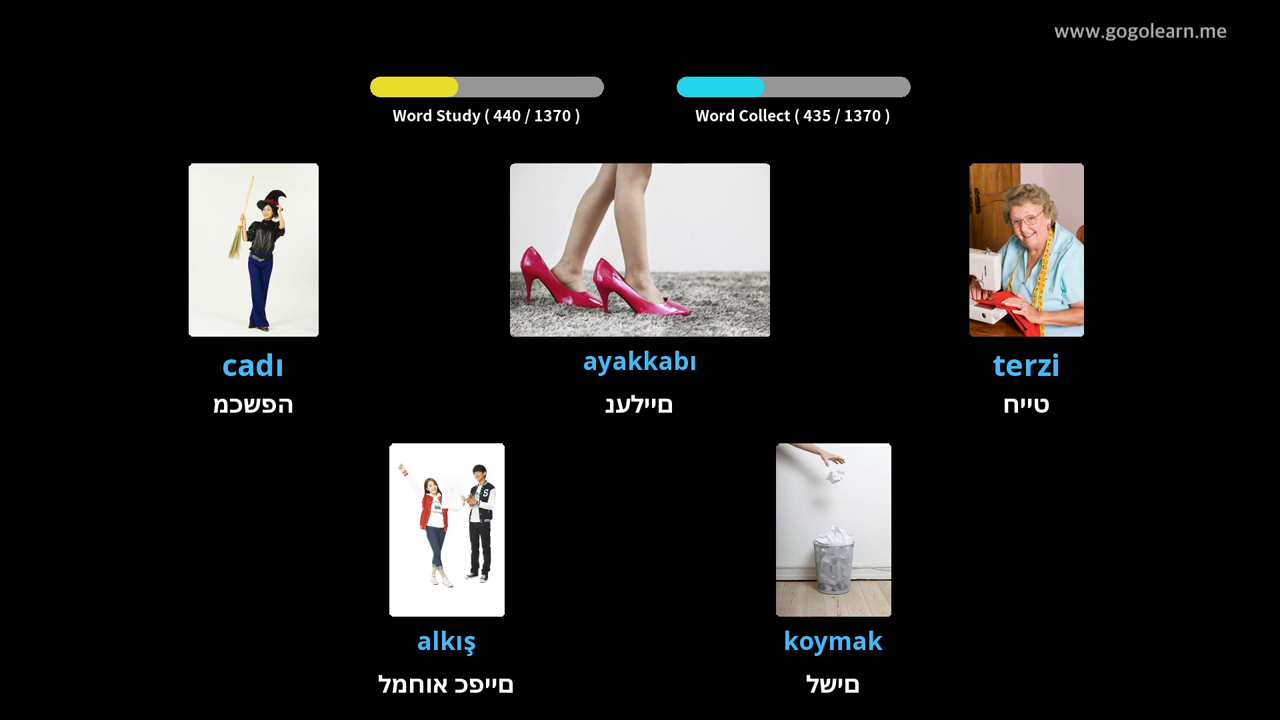 www.gogolearn.me
Word Study ( 440 / 1370 )
Word Collect ( 435 / 1370 )
cadı
הפשכמ
ayakkabı
םיילענ
terzi
טייח
alkış
םייפכ אוחמל
koymak
םישל